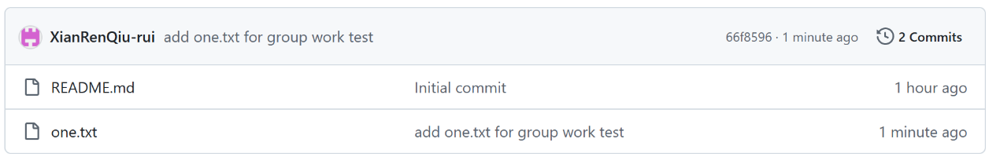 XianRenQiu-rui add one.txt for group work test 66f8596 · 1 minute ago 2 Commits
README.md Initial commit 1 hour ago
one.txt add one.txt for group work test 1 minute ago